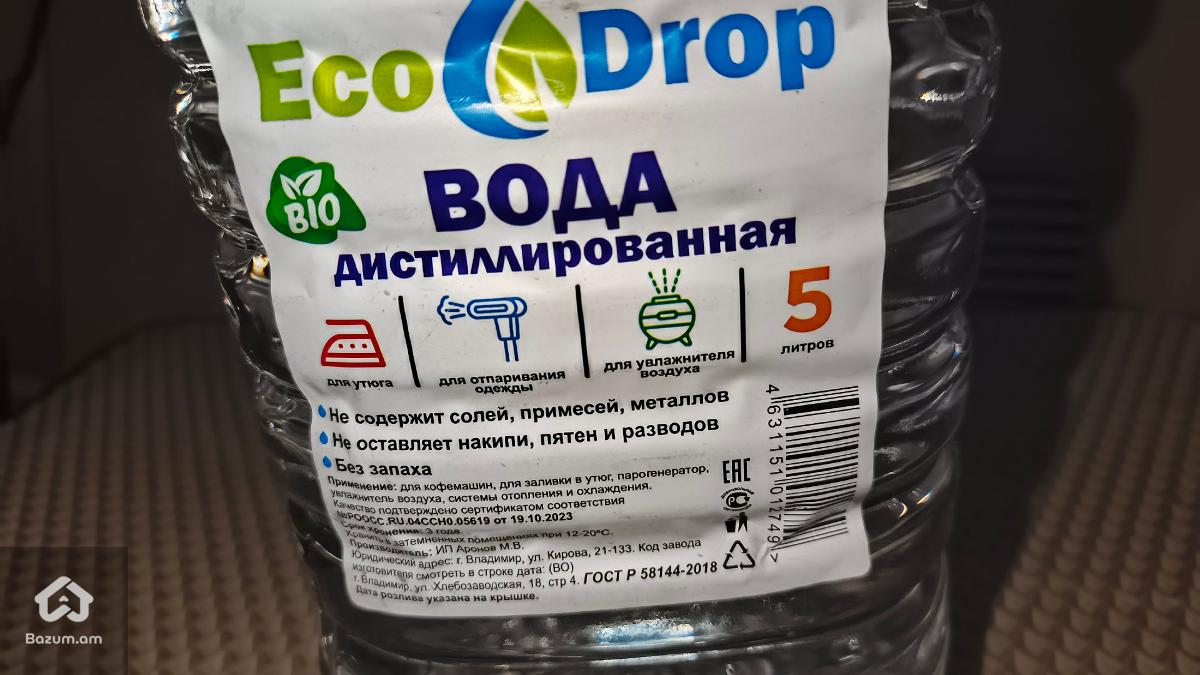 Eco Drop
BIO
ВОДА
дистиллированная
для утюга
для отпаривания
одежды
для увлажнителя
воздуха
5
литров
Не содержит солей, примесей, металлов
Не оставляет накипи, пятен и разводов
Без запаха
Применение: для кофемашин, для заливки в утюг, парогенератор,
увлажнитель воздуха, системы отопления и охлаждения.
Качество подтверждено сертификатом соответствия
№РООСС.RU.04ССН0.05619 от 19.10.2023
Срок хронения: 3 года.
Хранить в затемненных помещениях при 12-20°С.
Производитель: ИП Аронов М.В.
Юридический адрес: г. Владимир, ул. Кирова, 21-133. Код завода
изготовителя смотреть в строке дата: (ВО)
г. Владимир, ул. Хлебозаводская, 18, стр 4. ГОСТ Р 58144-2018
Дата розлива указана на крышке.
EAC
4 631151 012749 >
Bazum.am